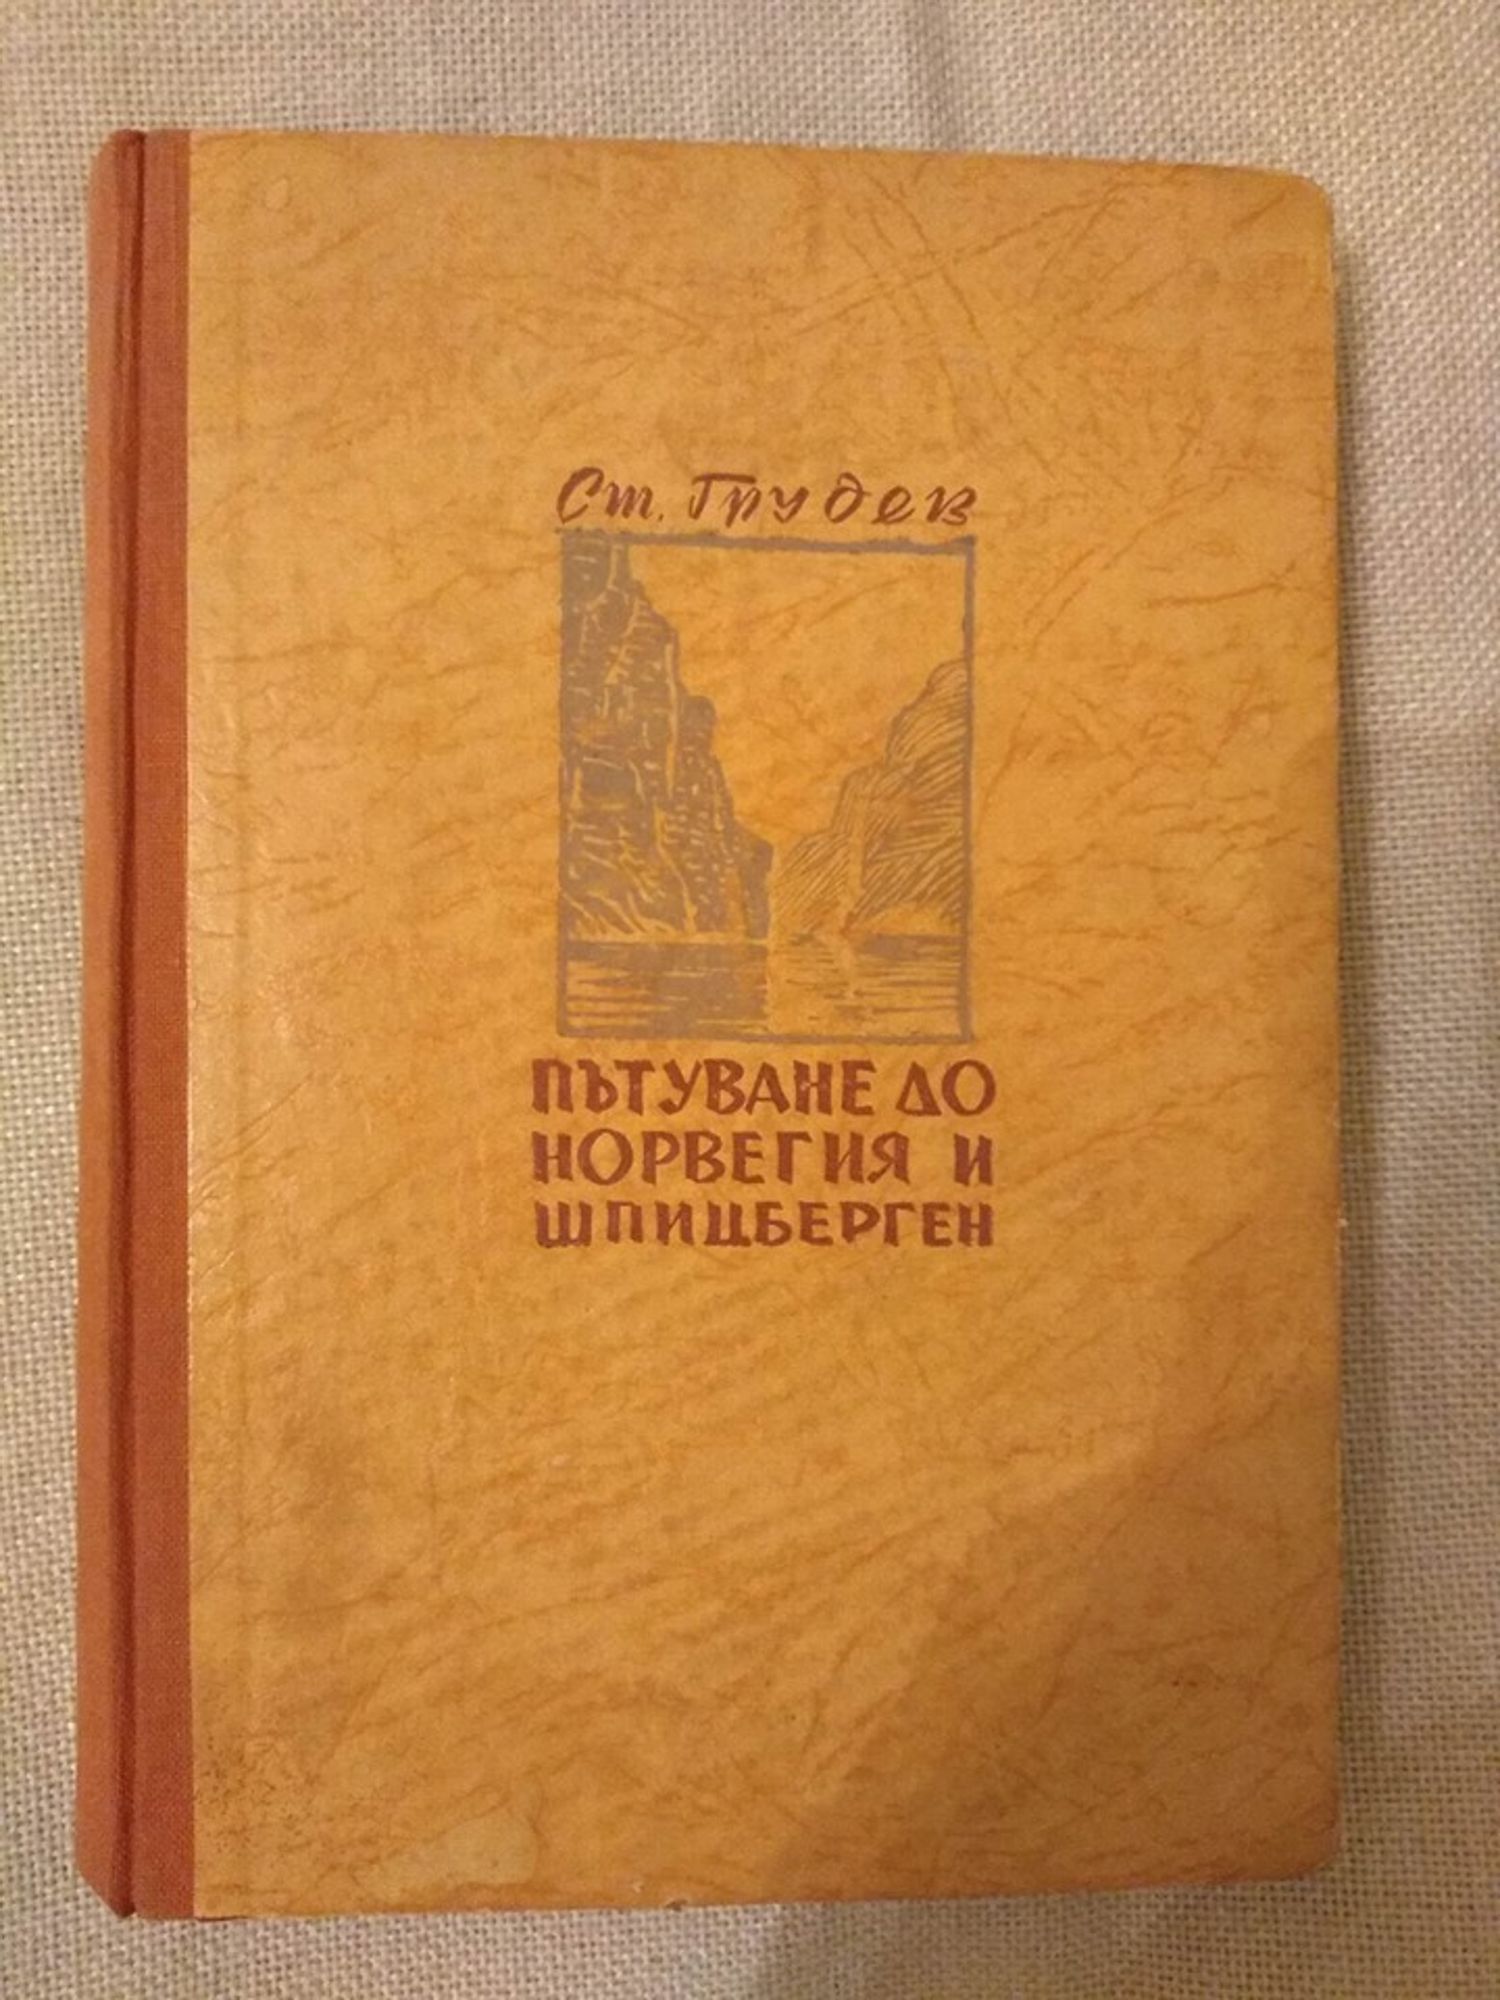 Ст. Грудев
ПЪТУВАНЕ ДО
НОРВЕГИЯ И
ШПИЦБЕРГЕН